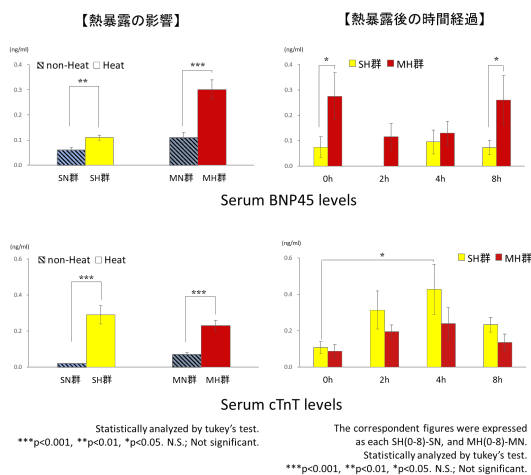 【熱暴露の影響】
【熱暴露後の時間経過】
(ng/ml)
non-Heat Heat
0.4
0.3
0.2
0.1
0.0
**
***
SN群 SH群 MN群 MH群
(ng/ml)
SH群 MH群
0.4
0.3
0.2
0.1
0.0
*
*
0h 2h 4h 8h
Serum BNP45 levels
(ng/ml)
non-Heat Heat
0.6
0.4
0.2
0.0
***
***
SN群 SH群 MN群 MH群
(ng/ml)
SH群 MH群
0.6
0.4
0.2
0.0
*
0h 2h 4h 8h
Serum cTnT levels
Statistically analyzed by tukey's test.
***p<0.001, **p<0.01, *p<0.05. N.S.; Not significant.
The correspondent figures were expressed
as each SH(0-8)-SN, and MH(0-8)-MN.
Statistically analyzed by tukey's test.
***p<0.001, **p<0.01, *p<0.05. N.S.; Not significant.